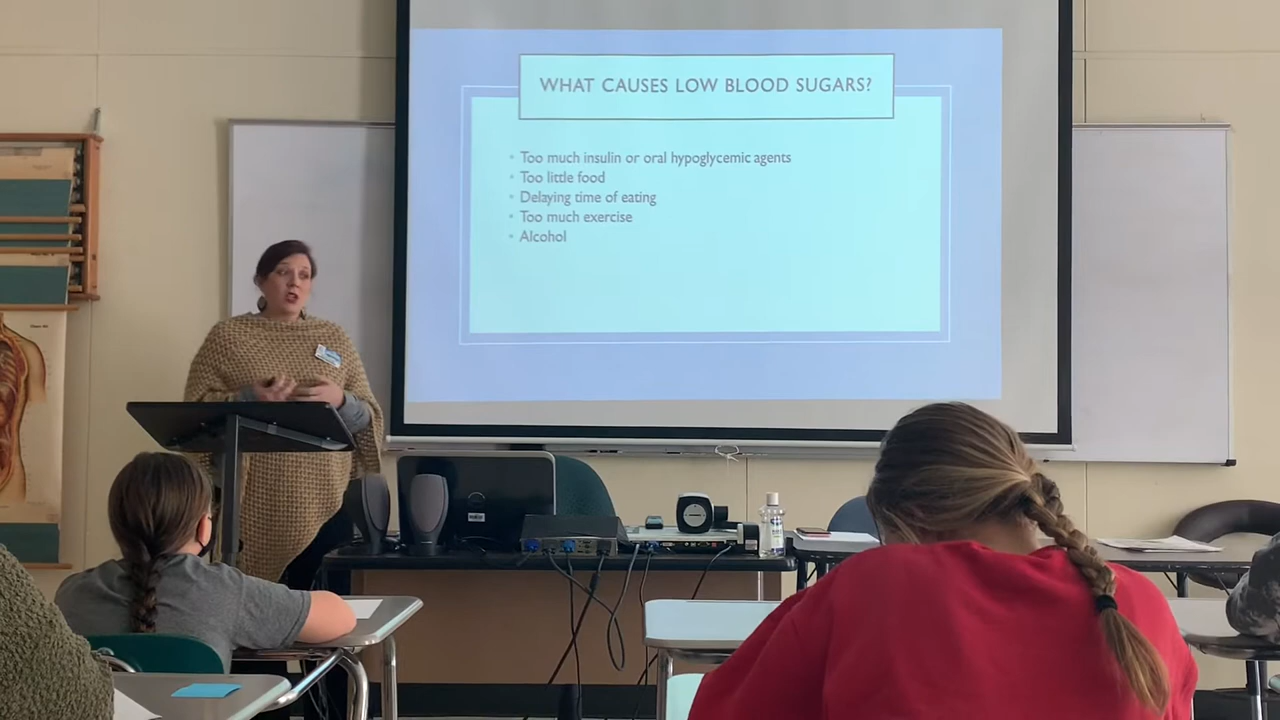 WHAT CAUSES LOW BLOOD SUGARS?
• Too much insulin or oral hypoglycemic agents
• Too little food
• Delaying time of eating
• Too much exercise
• Alcohol